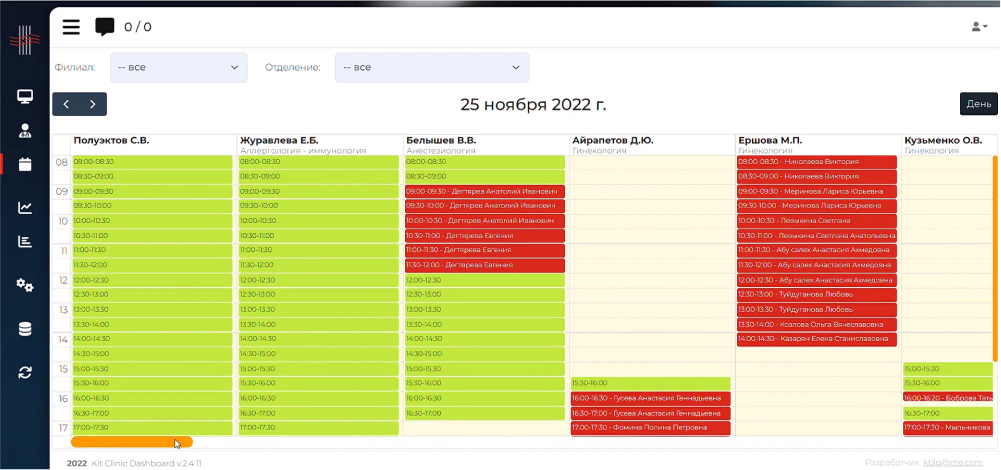 0 / 0
Филиал: -- все Отделение: -- все
25 ноября 2022 г.
День
Полуэктов С.В. Журавлева Е.Б. Белышев В.В. Айрапетов Д.Ю. Ершова М.П. Кузьменко О.В.
Аллергология - иммунология Анестезиология Гинекология Гинекология Гинекология
08 08:00-08:30 08:00-08:30 08:00-08:30 08:00-08:30 - Николаева Виктория
08:30-09:00 08:30-09:00 08:30-09:00 08:30-09:00 - Николаева Виктория
09 09:00-09:30 09:00-09:30 09:00-09:30 - Дегтярев Анатолий Иванович 09:00-09:30 - Меринова Лариса Юрьевна
09:30-10:00 09:30-10:00 09:30-10:00 - Дегтярев Анатолий Иванович 09:30-10:00 - Меринова Лариса Юрьевна
10 10:00-10:30 10:00-10:30 10:00-10:30 - Дегтярев Анатолий Иванович 10:00-10:30 - Левыкина Светлана
10:30-11:00 10:30-11:00 10:30-11:00 - Дегтярева Евгения 10:30-11:00 - Левыкина Светлана Анатольевна
11 11:00-11:30 11:00-11:30 11:00-11:30 - Дегтярева Евгения 11:00-11:30 - Абу салех Анастасия Ахмедовна
11:30-12:00 11:30-12:00 11:30-12:00 - Дегтярева Евгения 11:30-12:00 - Абу салех Анастасия Ахмедовна
12 12:00-12:30 12:00-12:30 12:00-12:30 12:00-12:30 - Абу салех Анастасия Ахмедовна
12:30-13:00 12:30-13:00 12:30-13:00 12:30-13:00 - Туйдуганова Любовь
13 13:00-13:30 13:00-13:30 13:00-13:30 13:00-13:30 - Туйдуганова Любовь
13:30-14:00 13:30-14:00 13:30-14:00 13:30-14:00 - Козлова Ольга Вячеславовна
14 14:00-14:30 14:00-14:30 14:00-14:30 14:00-14:30 - Казарян Елена Станиславовна
14:30-15:00 14:30-15:00 14:30-15:00
15 15:00-15:30 15:00-15:30 15:00-15:30 15:00-15:30
15:30-16:00 15:30-16:00 15:30-16:00 15:30-16:00 15:30-16:00
16 16:00-16:30 16:00-16:30 16:00-16:30 16:00-16:30 - Гусева Анастасия Геннадьевна 16:00-16:20 - Боброва Тать
16:30-17:00 16:30-17:00 16:30-17:00 16:30-17:00 - Гусева Анастасия Геннадьевна 16:30-17:00
17 17:00-17:30 17:00-17:30 17:00-17:30 - Фомина Полина Петровна 17:00-17:30 - Мыльникова
2022 Kit Clinic Dashboard v.2.4.11 Разработчик: kblo@me.com